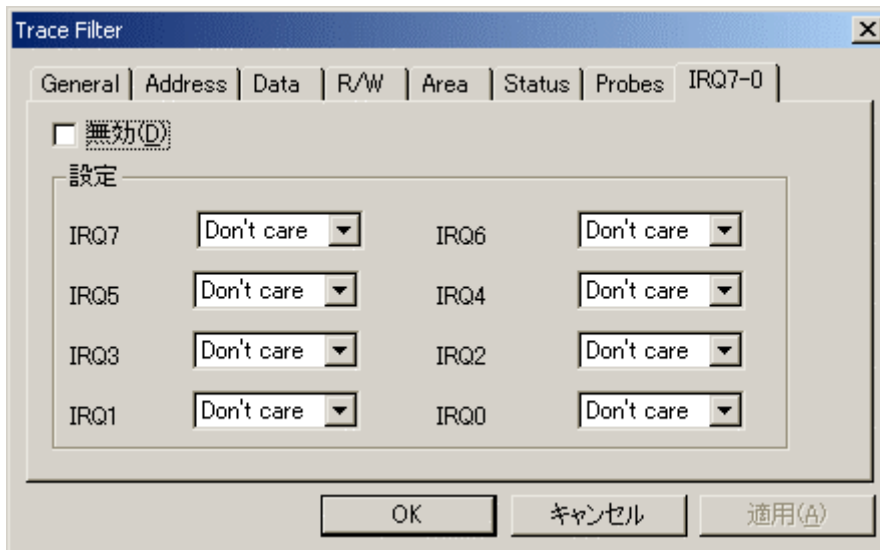 Trace Filter
General Address Data R/W Area Status Probes IRQ7-0
無効(D)
設定
IRQ7 Don't care IRQ6 Don't care
IRQ5 Don't care IRQ4 Don't care
IRQ3 Don't care IRQ2 Don't care
IRQ1 Don't care IRQ0 Don't care
OK キャンセル 適用(A)